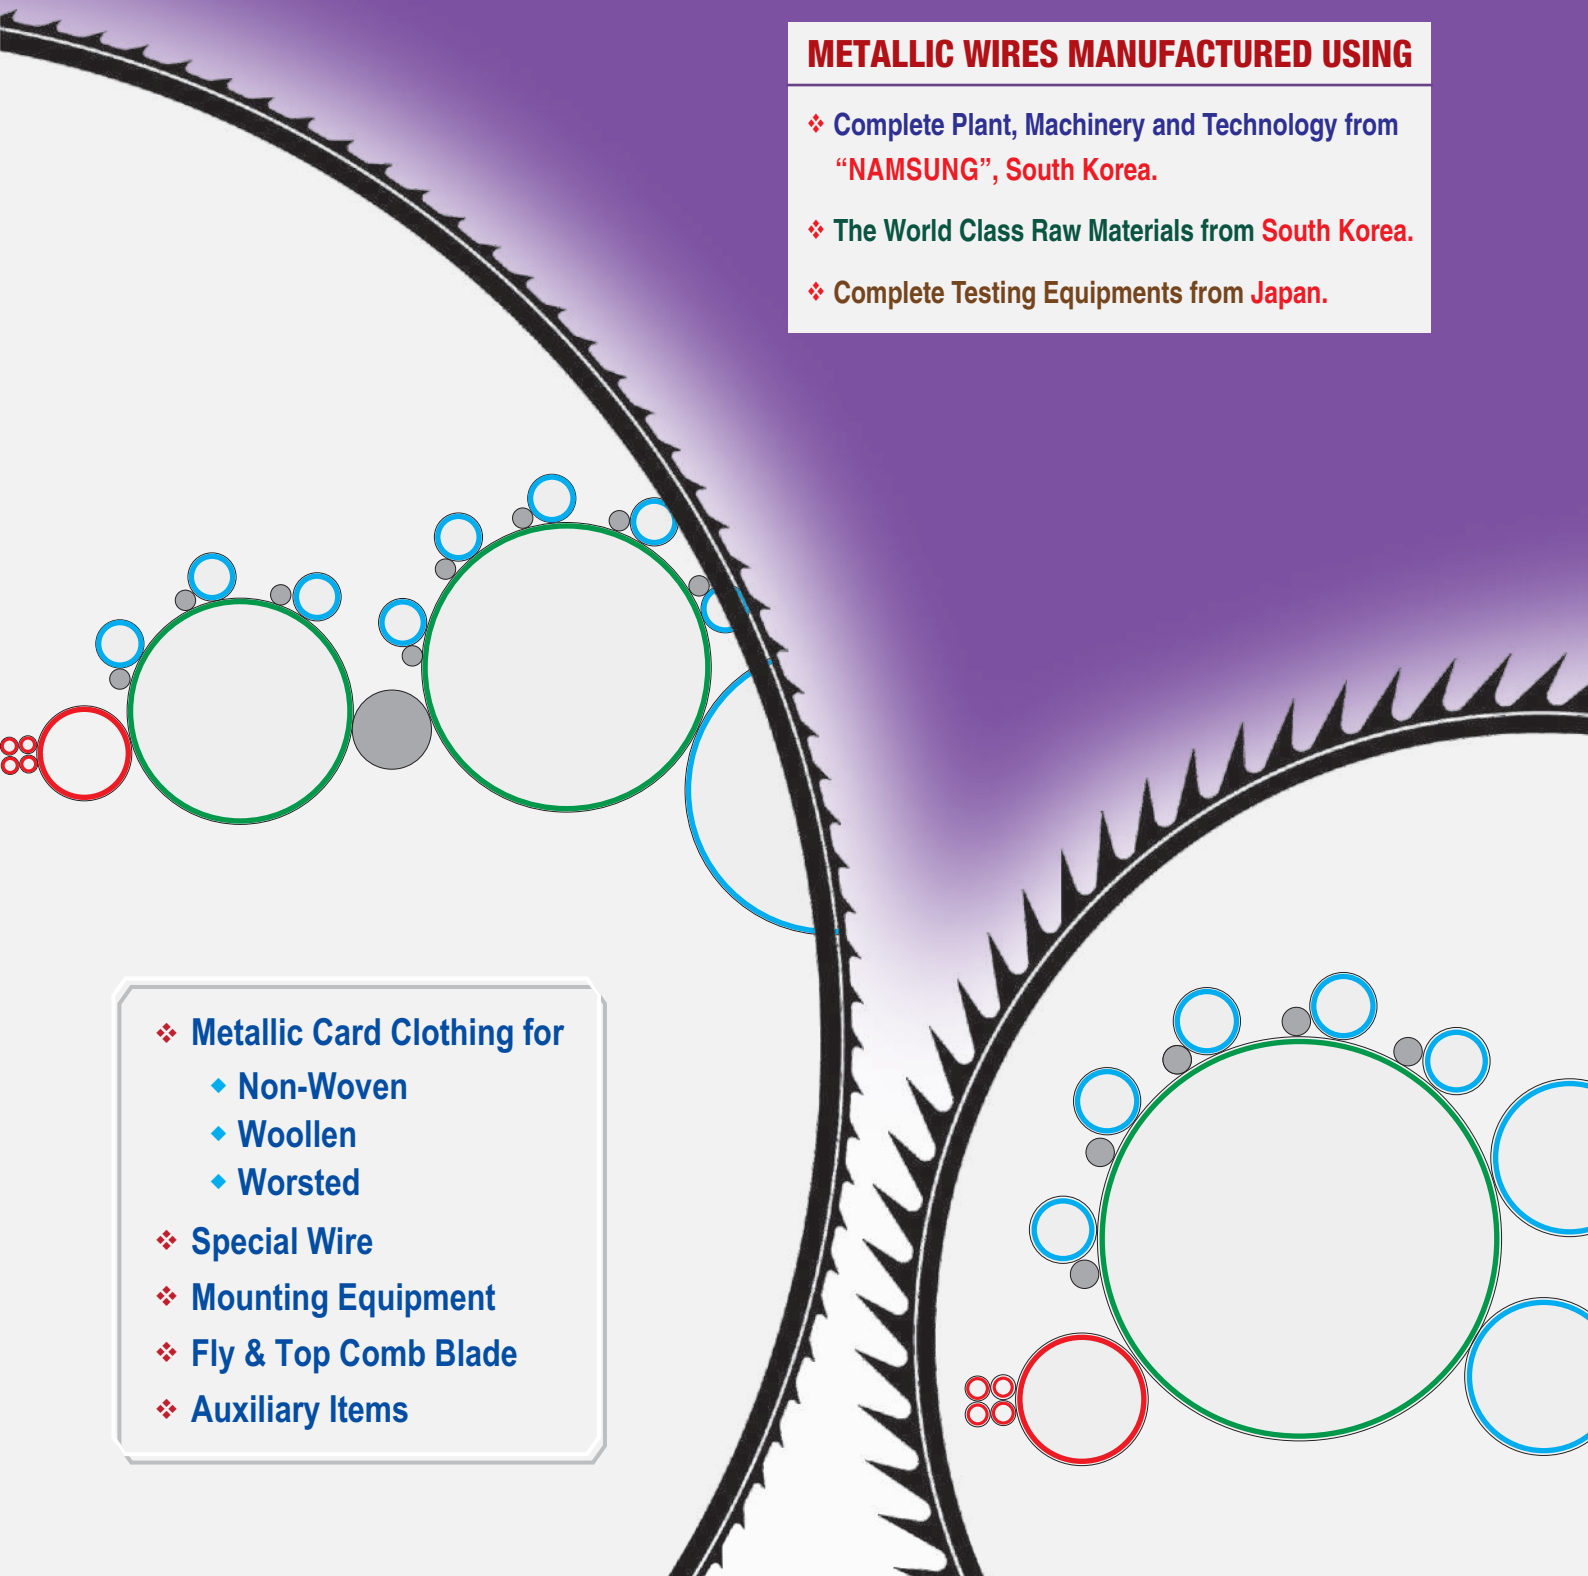 METALLIC WIRES MANUFACTURED USING
❖ Complete Plant, Machinery and Technology from
“NAMSUNG”, South Korea.
❖ The World Class Raw Materials from South Korea.
❖ Complete Testing Equipments from Japan.
❖ Metallic Card Clothing for
◆ Non-Woven
◆ Woollen
◆ Worsted
❖ Special Wire
❖ Mounting Equipment
❖ Fly & Top Comb Blade
❖ Auxiliary Items